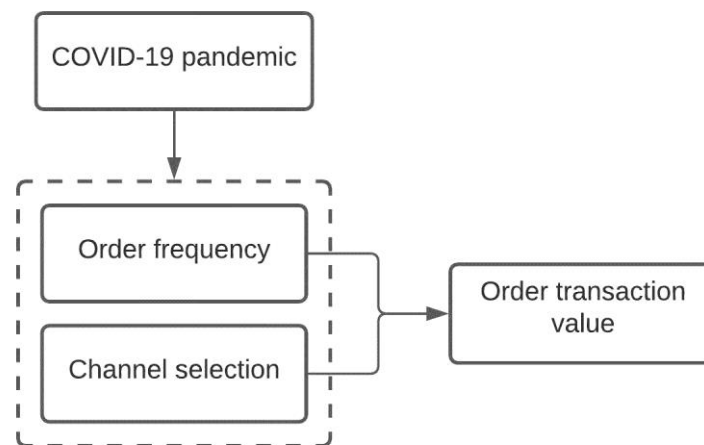 COVID-19 pandemic
Order frequency
Order transaction
value
Channel selection